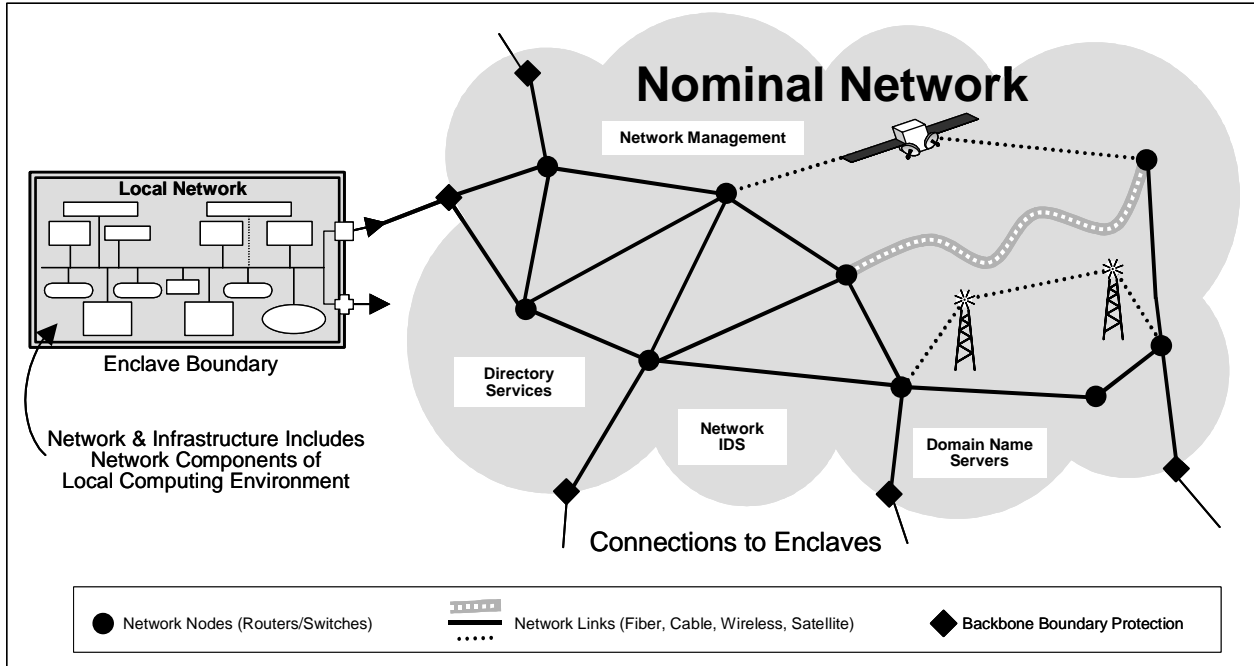 Nominal Network
Network Management
Local Network
Enclave Boundary
Directory
Services
Network
IDS
Domain Name
Servers
Network & Infrastructure Includes
Network Components of
Local Computing Environment
Connections to Enclaves
Network Nodes (Routers/Switches)
Network Links (Fiber, Cable, Wireless, Satellite)
Backbone Boundary Protection